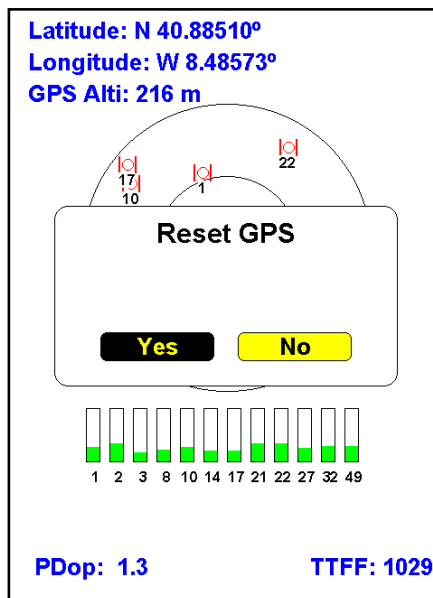 Latitude: N 40.88510º
Longitude: W 8.48573º
GPS Alti: 216 m
22
17
1
10
Reset GPS
Yes No
1 2 3 8 10 14 17 21 22 27 32 49
PDop: 1.3 TTFF: 1029